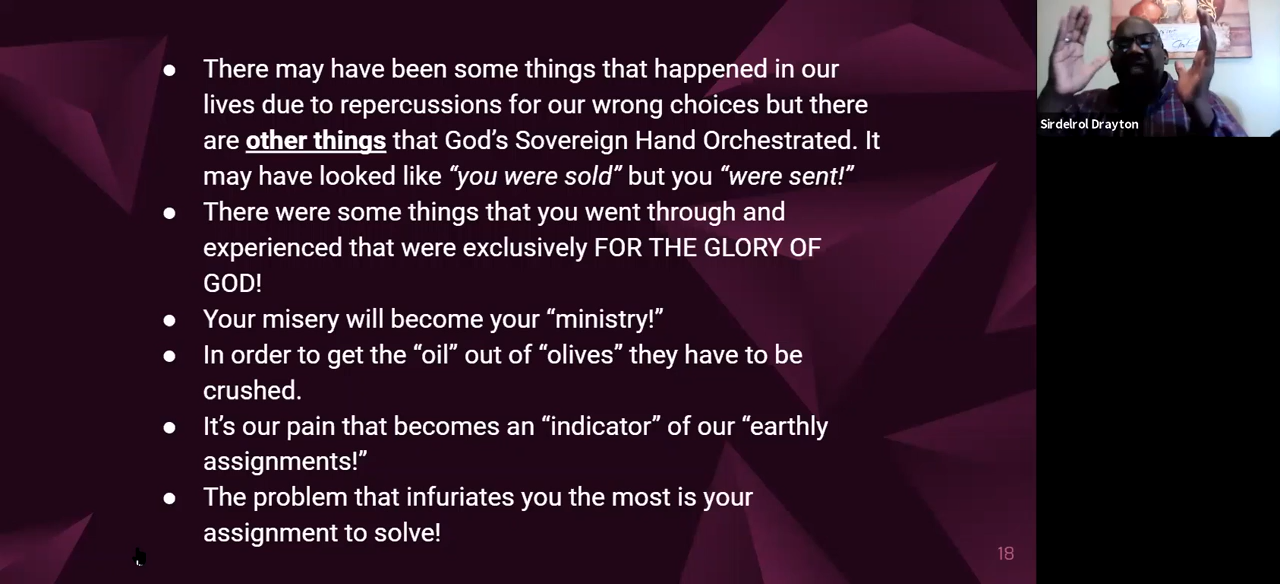 ● There may have been some things that happened in our
lives due to repercussions for our wrong choices but there
are other things that God’s Sovereign Hand Orchestrated. It
may have looked like “you were sold” but you “were sent!”
● There were some things that you went through and
experienced that were exclusively FOR THE GLORY OF
GOD!
● Your misery will become your “ministry!”
● In order to get the “oil” out of “olives” they have to be
crushed.
● It’s our pain that becomes an “indicator” of our “earthly
assignments!”
● The problem that infuriates you the most is your
assignment to solve!
18
Sirdelrol Drayton